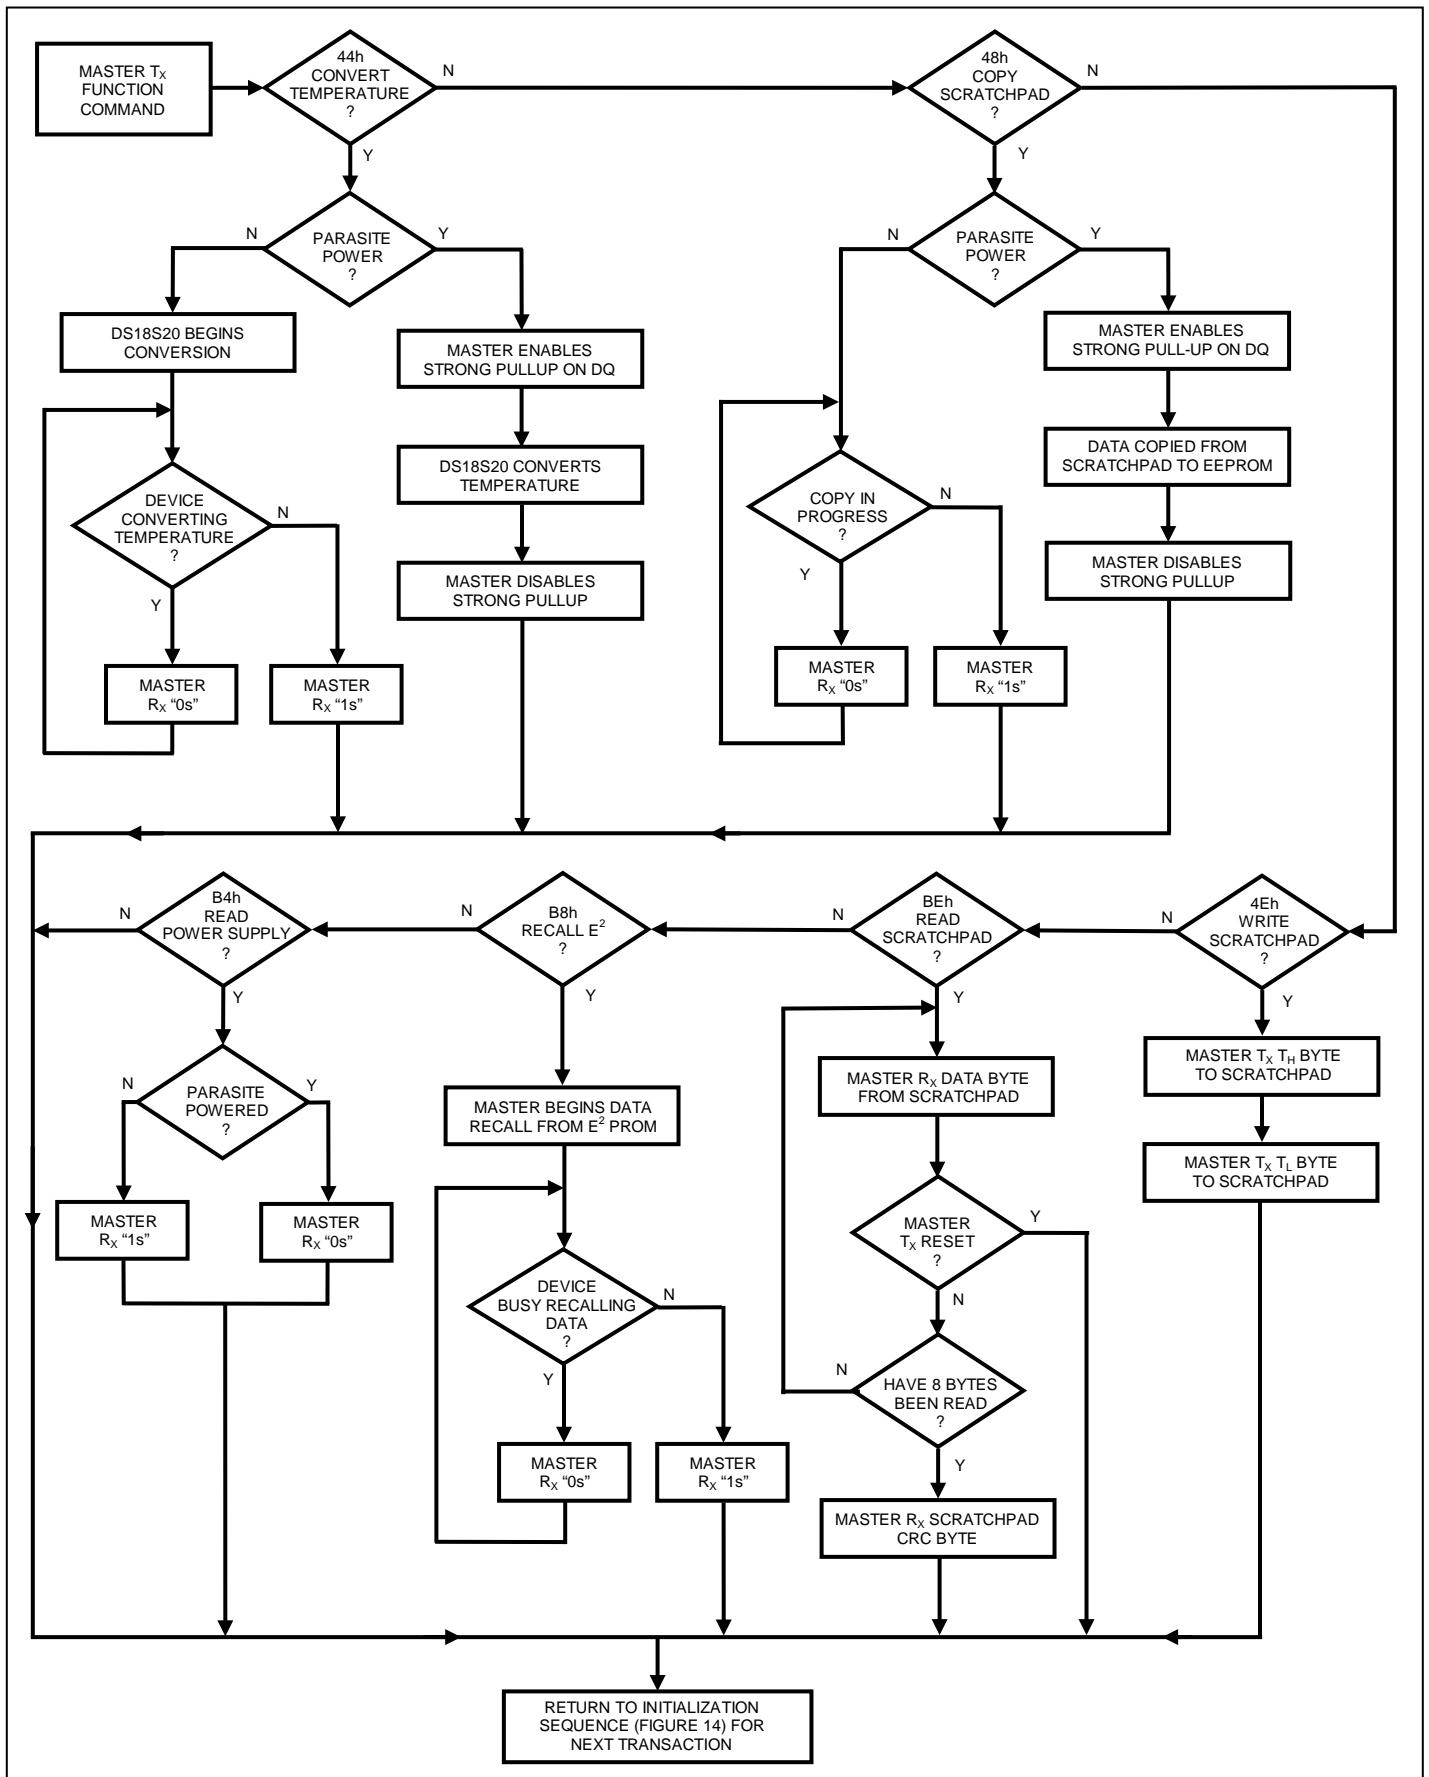 MASTER TX
FUNCTION
COMMAND
44h
CONVERT
TEMPERATURE
?
N
Y
48h
COPY
SCRATCHPAD
?
N
Y
PARASITE
POWER
?
N
Y
DS18S20 BEGINS
CONVERSION
MASTER ENABLES
STRONG PULLUP ON DQ
DS18S20 CONVERTS
TEMPERATURE
DEVICE
CONVERTING
TEMPERATURE
?
N
Y
MASTER DISABLES
STRONG PULLUP
MASTER
RX “0s”
MASTER
RX “1s”
PARASITE
POWER
?
N
Y
MASTER ENABLES
STRONG PULL-UP ON DQ
DATA COPIED FROM
SCRATCHPAD TO EEPROM
COPY IN
PROGRESS
?
N
Y
MASTER DISABLES
STRONG PULLUP
MASTER
RX “0s”
MASTER
RX “1s”
4Eh
WRITE
SCRATCHPAD
?
N
Y
MASTER TX TH BYTE
TO SCRATCHPAD
MASTER TX TL BYTE
TO SCRATCHPAD
BEh
READ
SCRATCHPAD
?
N
Y
MASTER RX DATA BYTE
FROM SCRATCHPAD
MASTER
TX RESET
?
Y
N
HAVE 8 BYTES
BEEN READ
?
N
Y
MASTER RX SCRATCHPAD
CRC BYTE
B8h
RECALL E2
?
N
Y
MASTER BEGINS DATA
RECALL FROM E2 PROM
DEVICE
BUSY RECALLING
DATA
?
N
Y
MASTER
RX “0s”
MASTER
RX “1s”
B4h
READ
POWER SUPPLY
?
N
Y
PARASITE
POWERED
?
N
Y
MASTER
RX “1s”
MASTER
RX “0s”
RETURN TO INITIALIZATION
SEQUENCE (FIGURE 14) FOR
NEXT TRANSACTION